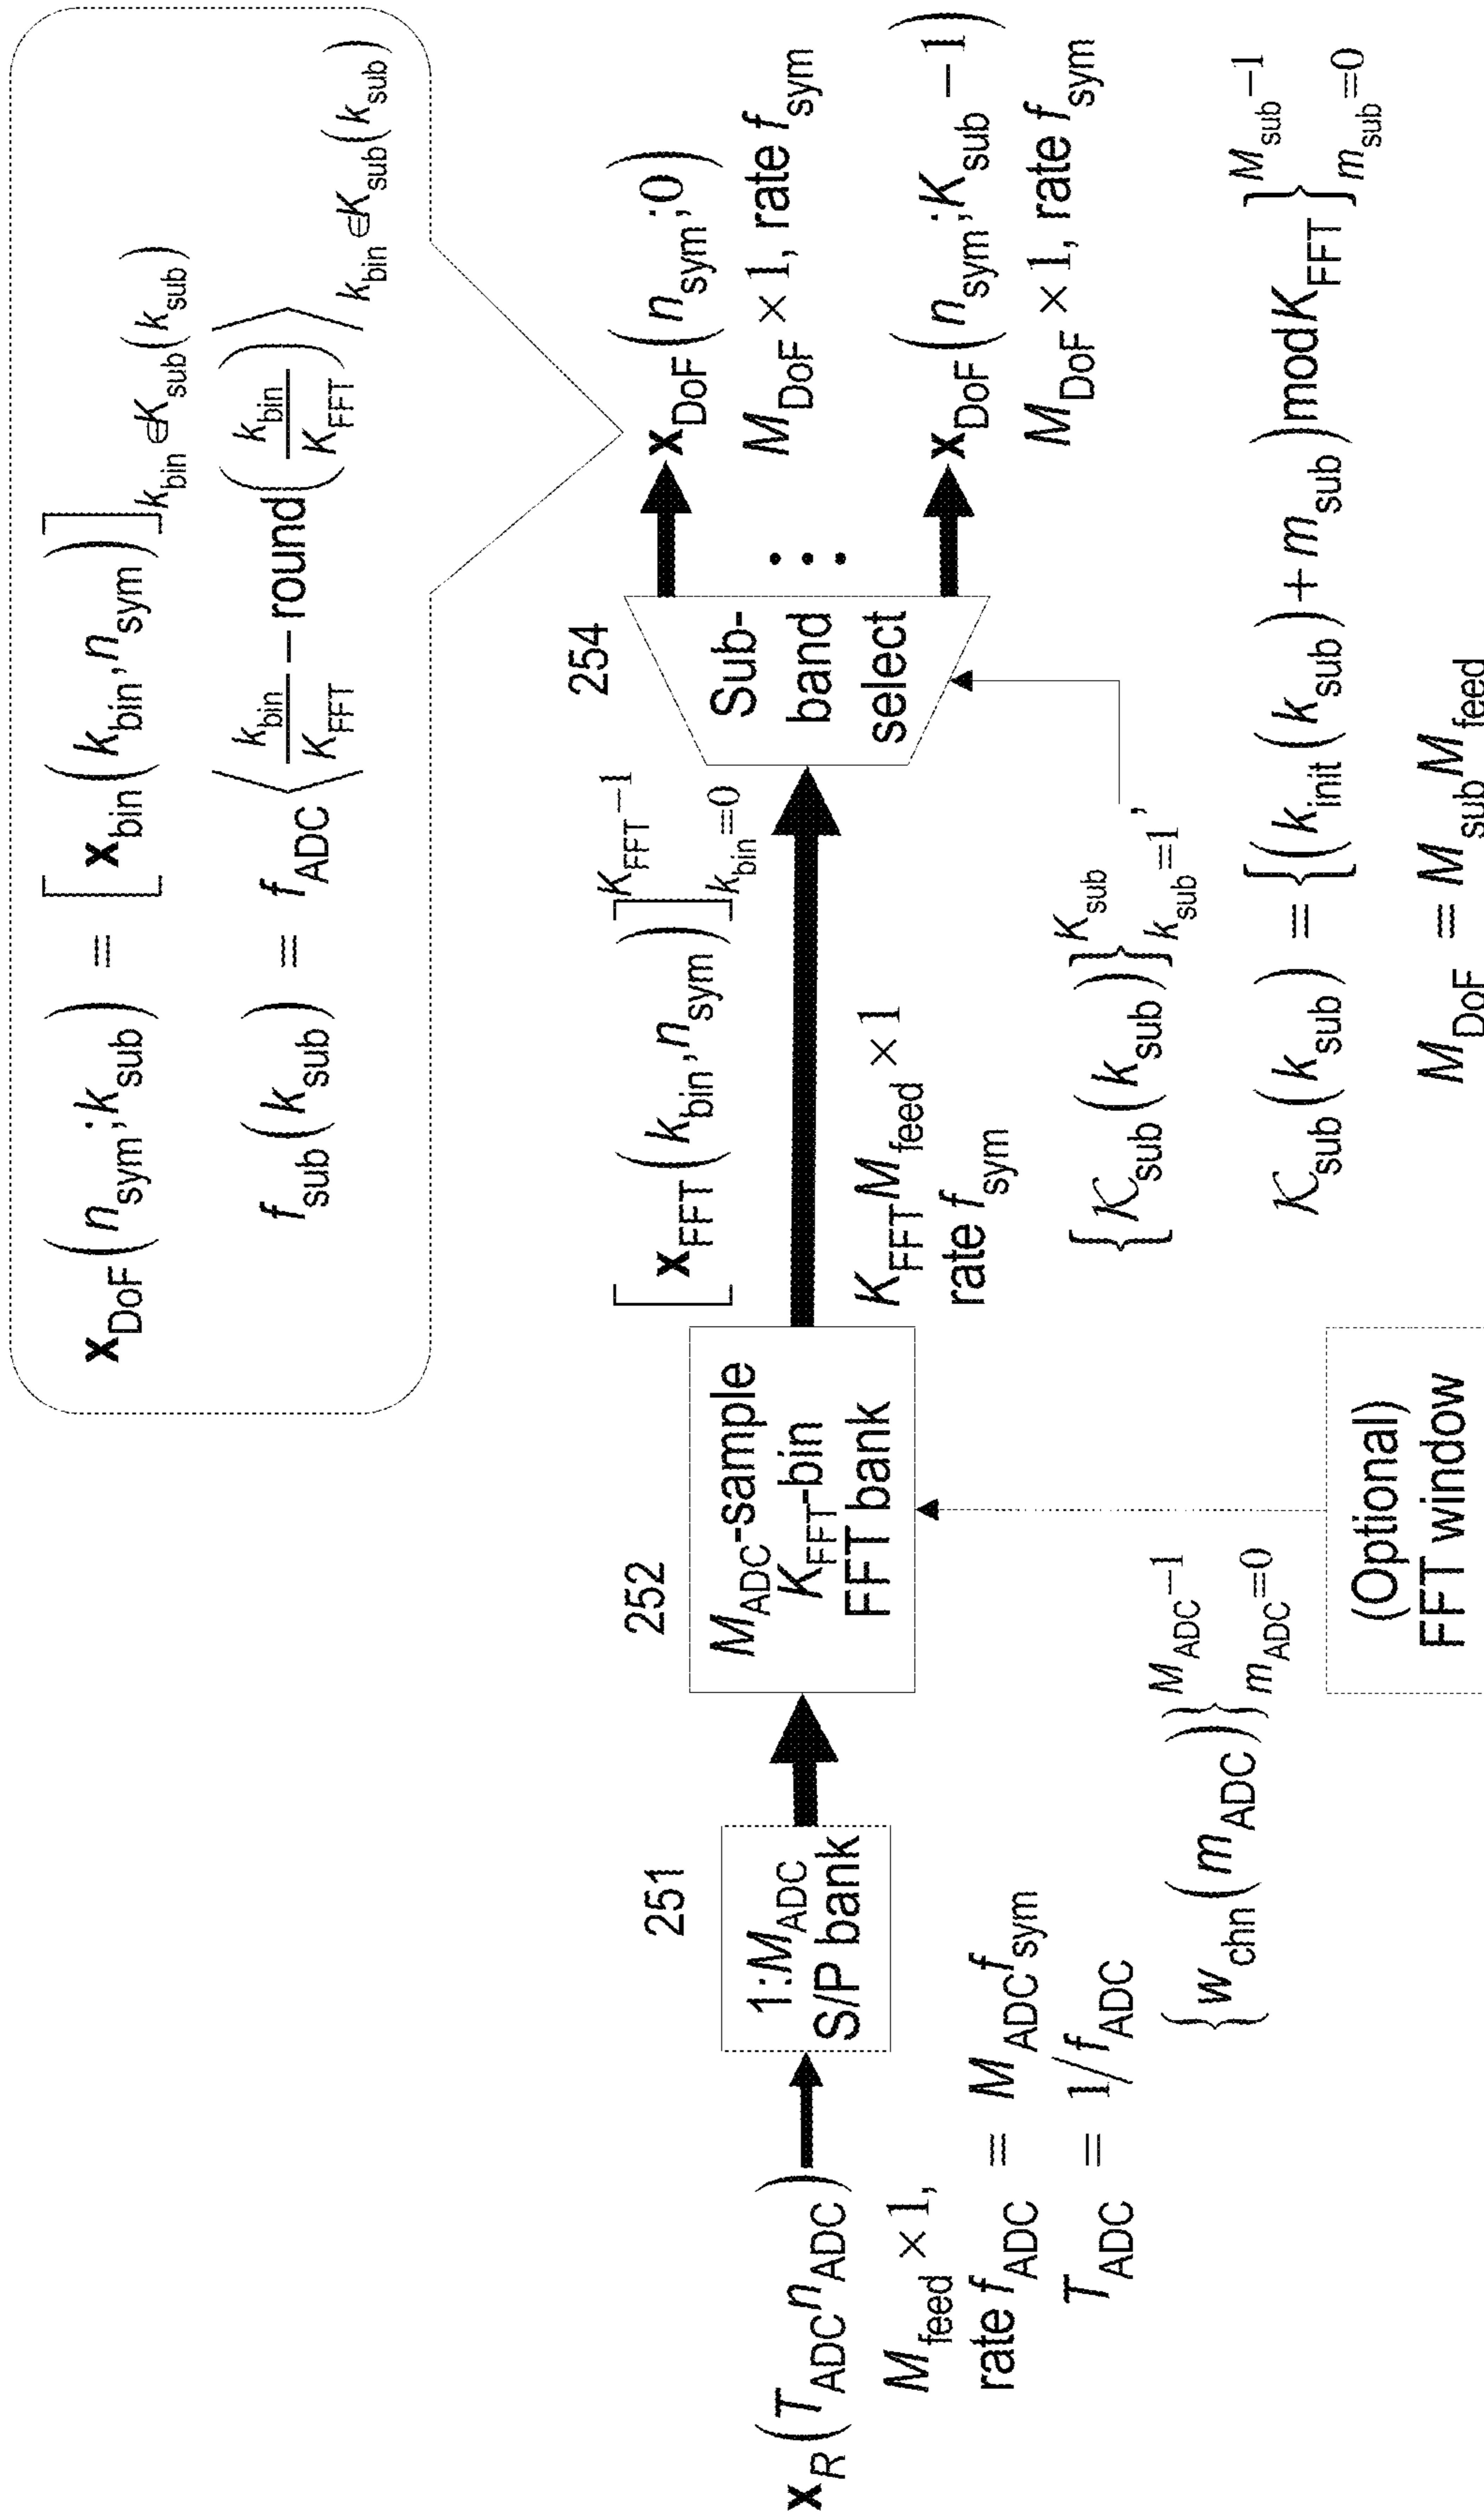 x_DoF(n_sym;k_sub) = [x_bin(k_bin,n_sym)]_{k_bin∈K_sub(k_sub)}
f_sub(k_sub) = f_ADC ⟨k_bin/K_FFT − round(k_bin/K_FFT)⟩_{k_bin∈K_sub(k_sub)}
x_R(T_ADC n_ADC)
M_feed × 1,
rate f_ADC = M_ADC f_sym
T_ADC = 1/f_ADC
251
1:M_ADC
S/P bank
252
M_ADC-sample
K_FFT-bin
FFT bank
{w_chn(m_ADC)}_{m_ADC=0}^{M_ADC−1}
(Optional)
FFT window
[x_FFT(k_bin,n_sym)]_{k_bin=0}^{K_FFT−1}
K_FFT M_feed × 1
rate f_sym
254
Sub-
band
select
{𝒦_sub(k_sub)}_{k_sub=1}^{K_sub},
𝒦_sub(k_sub) = {(k_init(k_sub) + m_sub) mod K_FFT}_{m_sub=0}^{M_sub−1}
M_DoF = M_sub M_feed
x_DoF(n_sym;0)
M_DoF × 1, rate f_sym
⋮
x_DoF(n_sym;K_sub − 1)
M_DoF × 1, rate f_sym